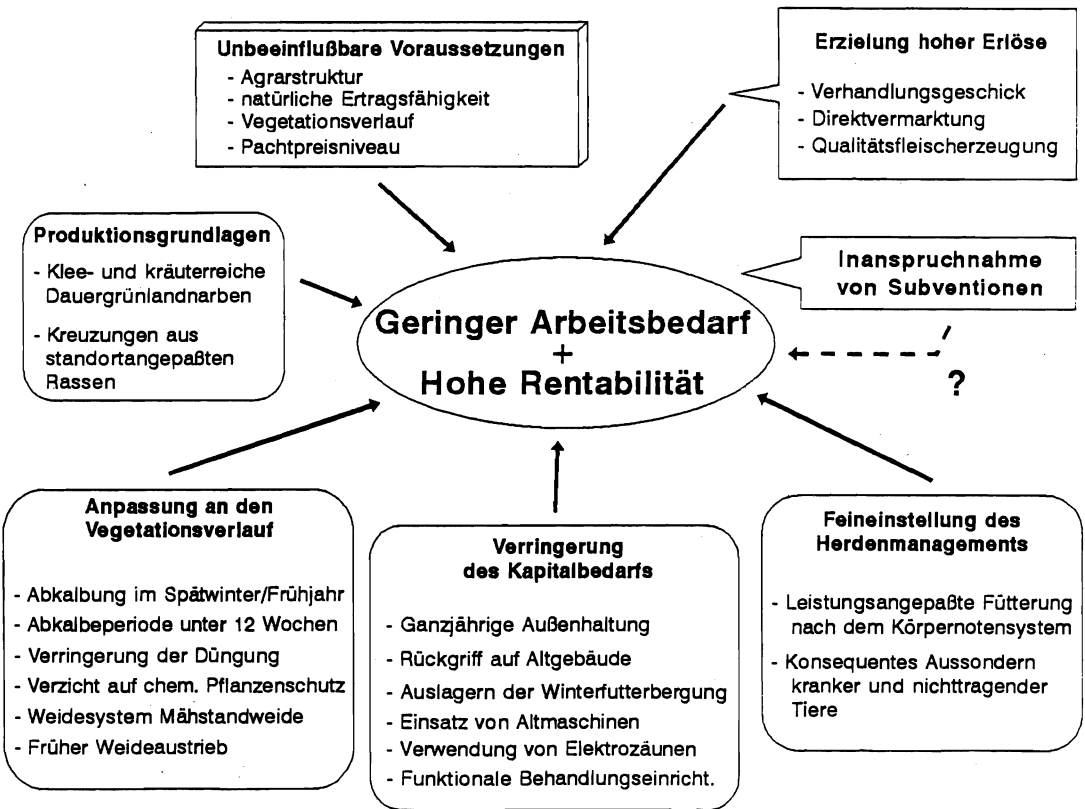 Unbeeinflußbare Voraussetzungen
- Agrarstruktur
- natürliche Ertragsfähigkeit
- Vegetationsverlauf
- Pachtpreisniveau
Erzielung hoher Erlöse
- Verhandlungsgeschick
- Direktvermarktung
- Qualitätsfleischerzeugung
Produktionsgrundlagen
- Klee- und kräuterreiche
Dauergrünlandnarben
- Kreuzungen aus
standortangepaßten
Rassen
Inanspruchnahme
von Subventionen
?
Geringer Arbeitsbedarf
+
Hohe Rentabilität
Anpassung an den
Vegetationsverlauf
- Abkalbung im Spätwinter/Frühjahr
- Abkalbeperiode unter 12 Wochen
- Verringerung der Düngung
- Verzicht auf chem. Pflanzenschutz
- Weidesystem Mähstandweide
- Früher Weideaustrieb
Verringerung
des Kapitalbedarfs
- Ganzjährige Außenhaltung
- Rückgriff auf Altgebäude
- Auslagern der Winterfutterbergung
- Einsatz von Altmaschinen
- Verwendung von Elektrozäunen
- Funktionale Behandlungseinricht.
Feineinstellung des
Herdenmanagements
- Leistungsangepaßte Fütterung
nach dem Körpernotensystem
- Konsequentes Aussondern
kranker und nichttragender
Tiere